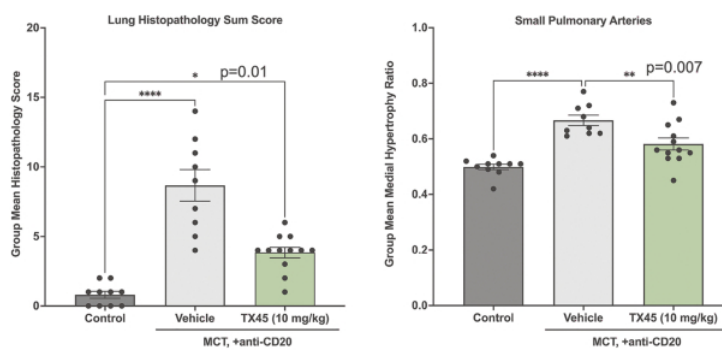 Lung Histopathology Sum Score
Group Mean Histopathology Score
20
15
10
5
0
* p=0.01
****
Control
Vehicle
TX45 (10 mg/kg)
MCT, +anti-CD20
Small Pulmonary Arteries
Group Mean Medial Hypertrophy Ratio
1.0
0.8
0.6
0.4
0.2
0.0
****
** p=0.007
Control
Vehicle
TX45 (10 mg/kg)
MCT, +anti-CD20